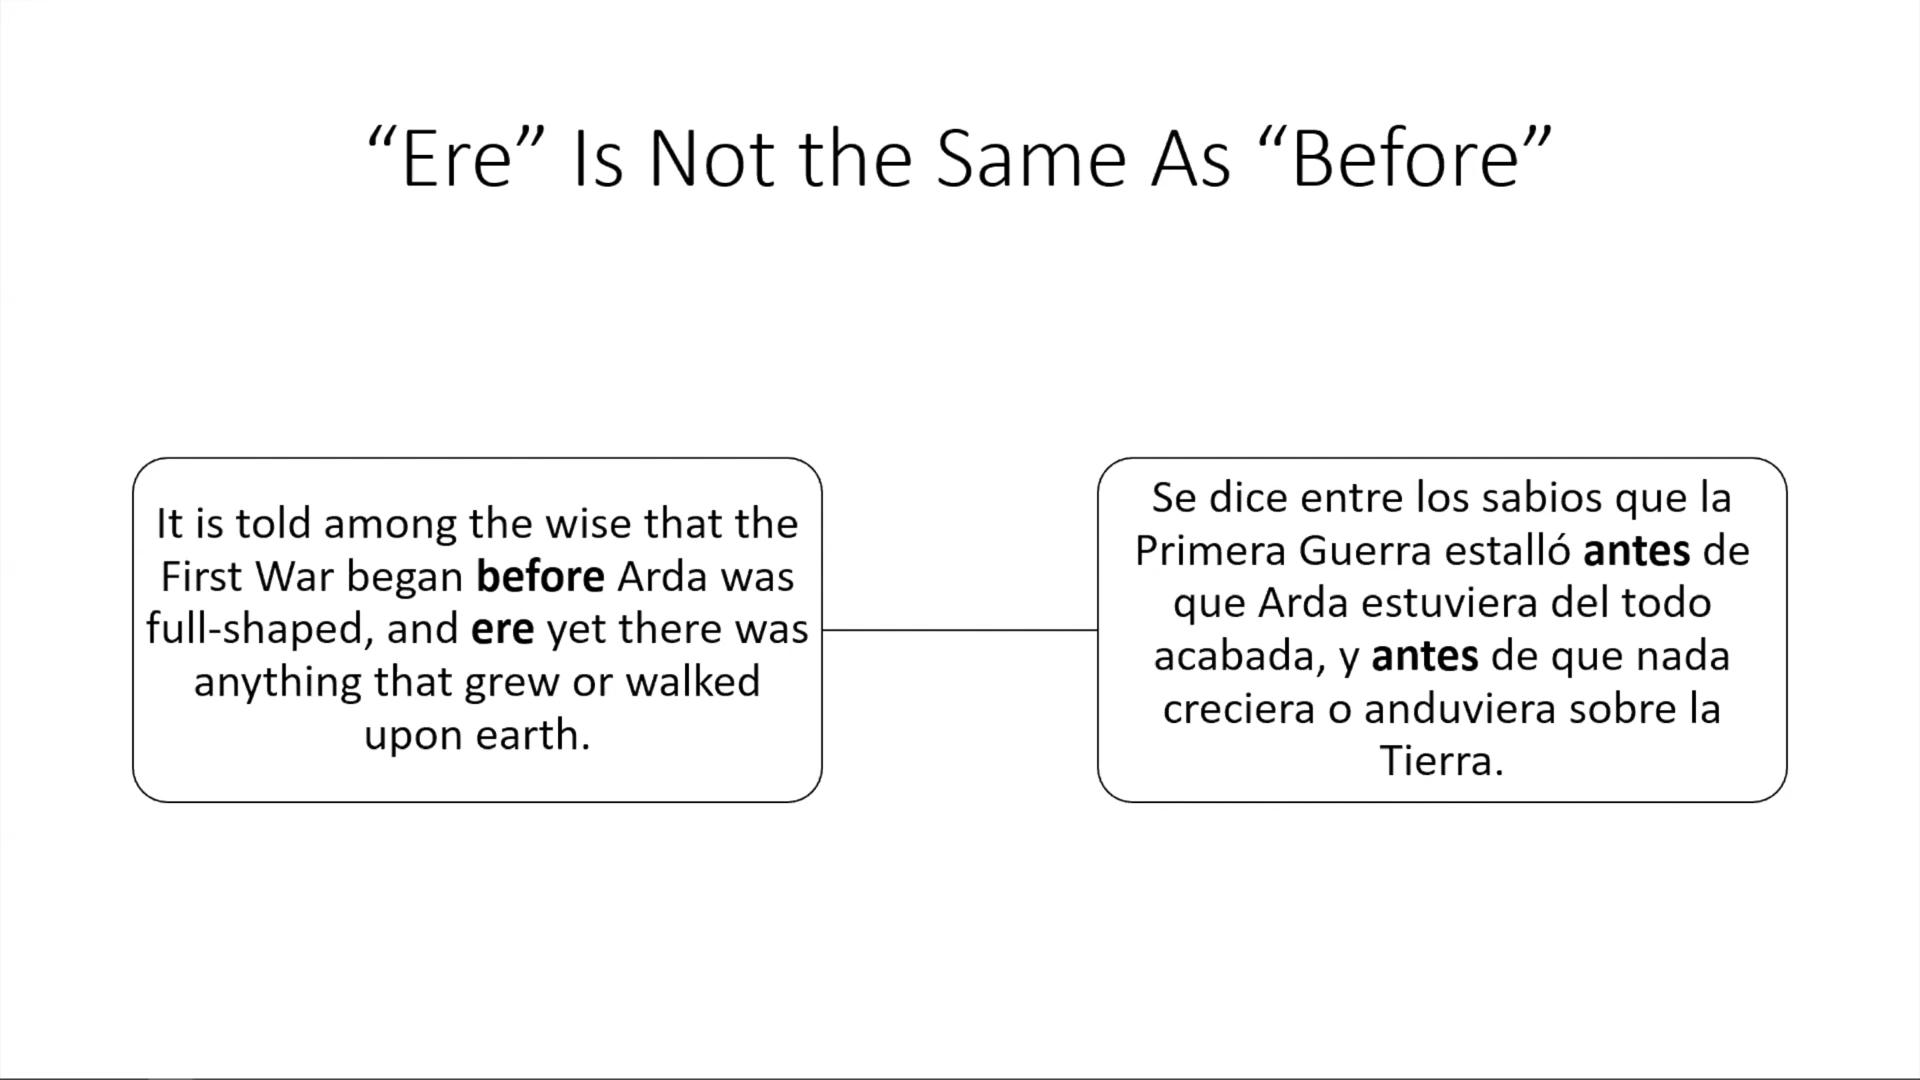 “Ere” Is Not the Same As “Before”
It is told among the wise that the
First War began before Arda was
full-shaped, and ere yet there was
anything that grew or walked
upon earth.
Se dice entre los sabios que la
Primera Guerra estalló antes de
que Arda estuviera del todo
acabada, y antes de que nada
creciera o anduviera sobre la
Tierra.